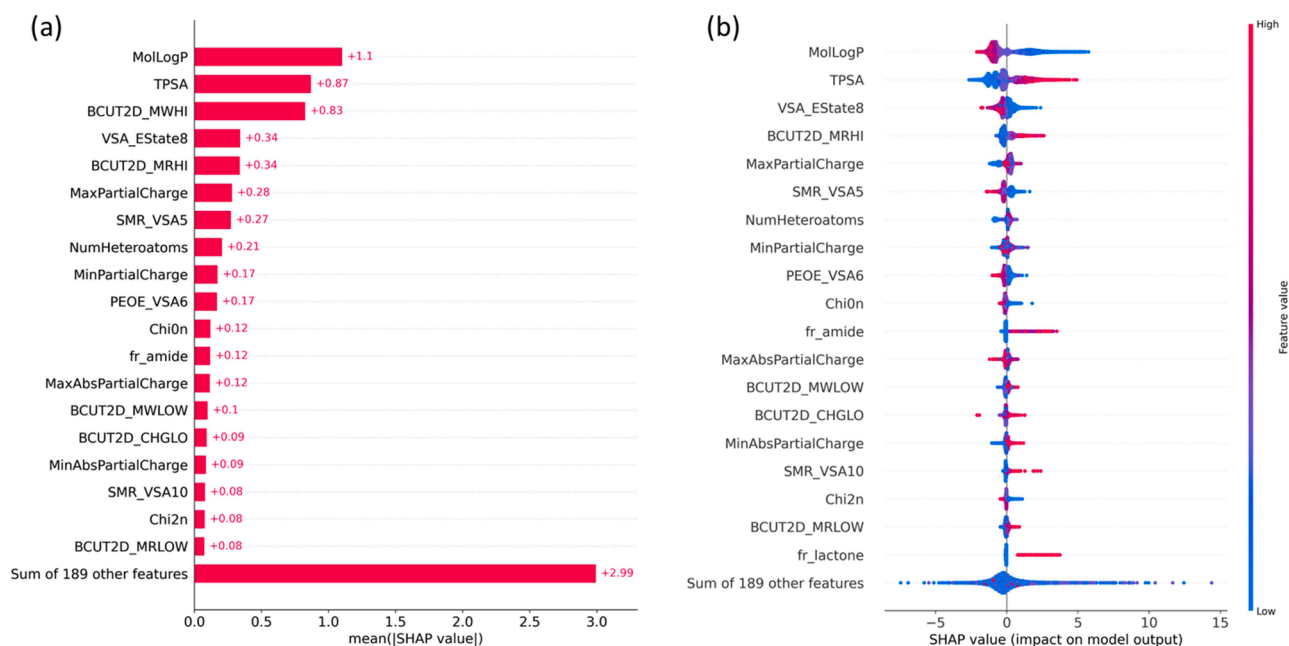 (a)
MolLogP
+1.1
TPSA
+0.87
BCUT2D_MWHI
+0.83
VSA_EState8
+0.34
BCUT2D_MRHI
+0.34
MaxPartialCharge
+0.28
SMR_VSA5
+0.27
NumHeteroatoms
+0.21
MinPartialCharge
+0.17
PEOE_VSA6
+0.17
Chi0n
+0.12
fr_amide
+0.12
MaxAbsPartialCharge
+0.12
BCUT2D_MWLOW
+0.1
BCUT2D_CHGLO
+0.09
MinAbsPartialCharge
+0.09
SMR_VSA10
+0.08
Chi2n
+0.08
BCUT2D_MRLOW
+0.08
Sum of 189 other features
+2.99
0.0 0.5 1.0 1.5 2.0 2.5 3.0
mean(|SHAP value|)
(b)
MolLogP
TPSA
VSA_EState8
BCUT2D_MRHI
MaxPartialCharge
SMR_VSA5
NumHeteroatoms
MinPartialCharge
PEOE_VSA6
Chi0n
fr_amide
MaxAbsPartialCharge
BCUT2D_MWLOW
BCUT2D_CHGLO
MinAbsPartialCharge
SMR_VSA10
Chi2n
BCUT2D_MRLOW
fr_lactone
Sum of 189 other features
−5 0 5 10 15
SHAP value (impact on model output)
High
Feature value
Low